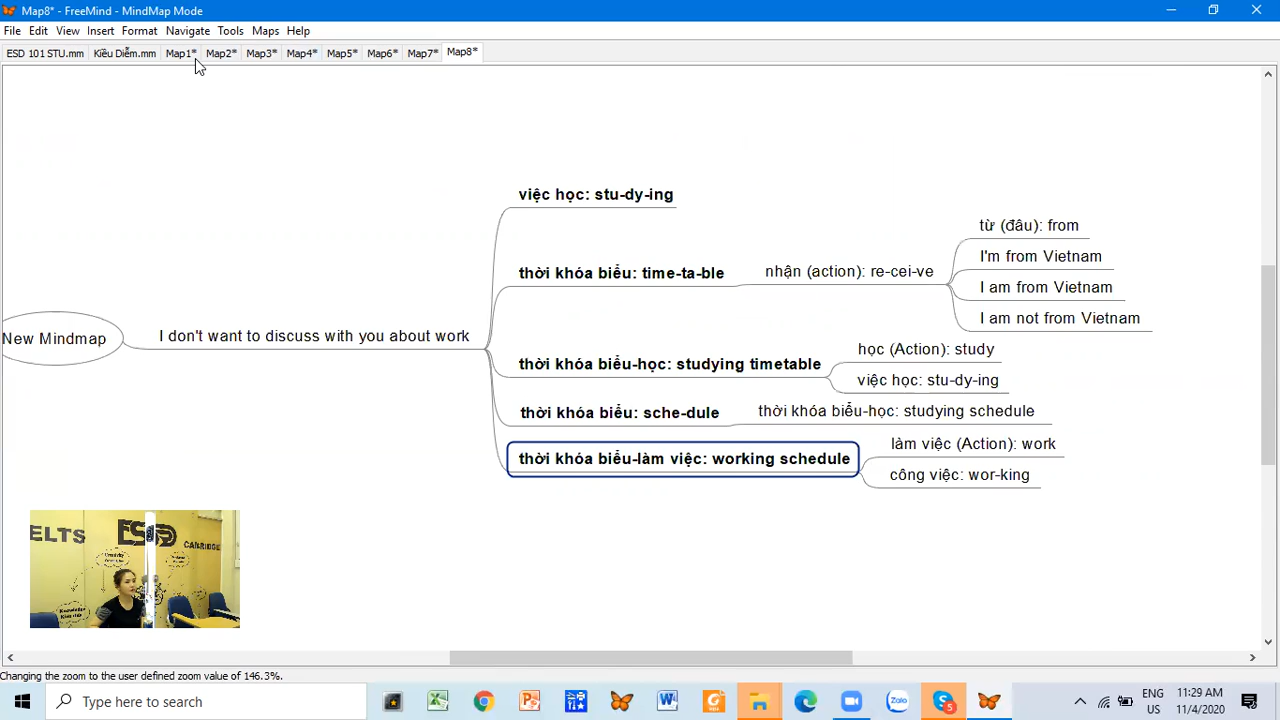 Map8* - FreeMind - MindMap Mode
File Edit View Insert Format Navigate Tools Maps Help
ESD 101 STU.mm Kiều Diễm.mm Map1* Map2* Map3* Map4* Map5* Map6* Map7* Map8*
việc học: stu-dy-ing
từ (đâu): from
I'm from Vietnam
thời khóa biểu: time-ta-ble
nhận (action): re-cei-ve
I am from Vietnam
I am not from Vietnam
New Mindmap
I don't want to discuss with you about work
học (Action): study
thời khóa biểu-học: studying timetable
việc học: stu-dy-ing
thời khóa biểu: sche-dule
thời khóa biểu-học: studying schedule
làm việc (Action): work
thời khóa biểu-làm việc: working schedule
công việc: wor-king
ELTS ESD CAMBRIDGE
Changing the zoom to the user defined zoom value of 146.3%.
Type here to search
Zalo
S 5
ENG
US
11:29 AM
11/4/2020